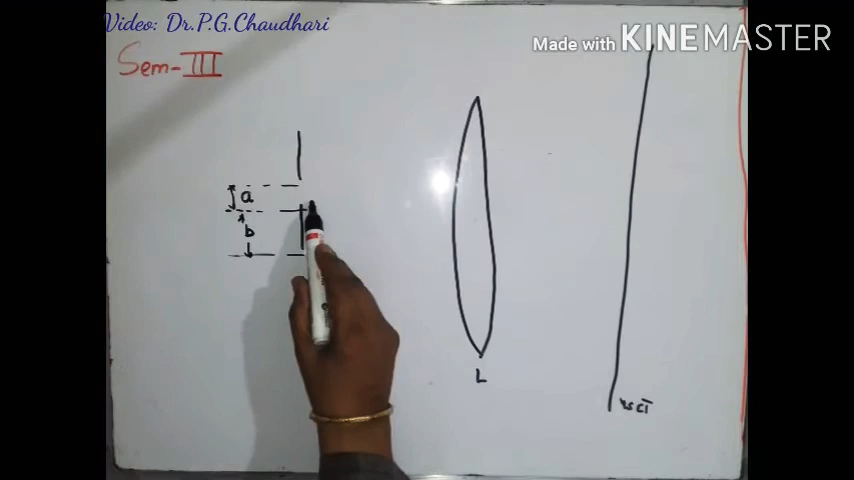 Video: Dr.P.G.Chaudhari
Made with KINEMASTER
Sem-III
a
b
L